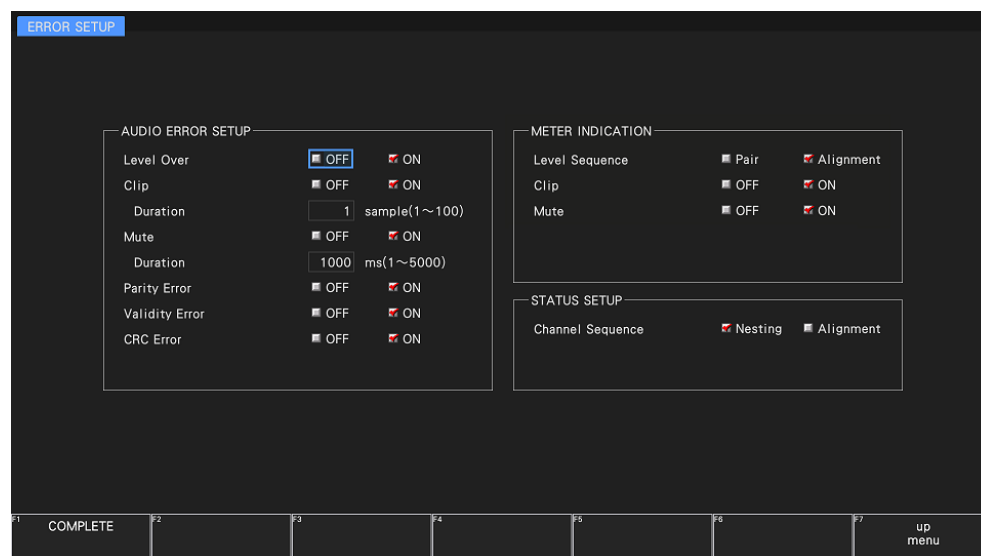 ERROR SETUP
AUDIO ERROR SETUP
Level Over OFF ON
Clip OFF ON
Duration 1 sample(1～100)
Mute OFF ON
Duration 1000 ms(1～5000)
Parity Error OFF ON
Validity Error OFF ON
CRC Error OFF ON
METER INDICATION
Level Sequence Pair Alignment
Clip OFF ON
Mute OFF ON
STATUS SETUP
Channel Sequence Nesting Alignment
F1 COMPLETE F2 F3 F4 F5 F6 F7 up
menu